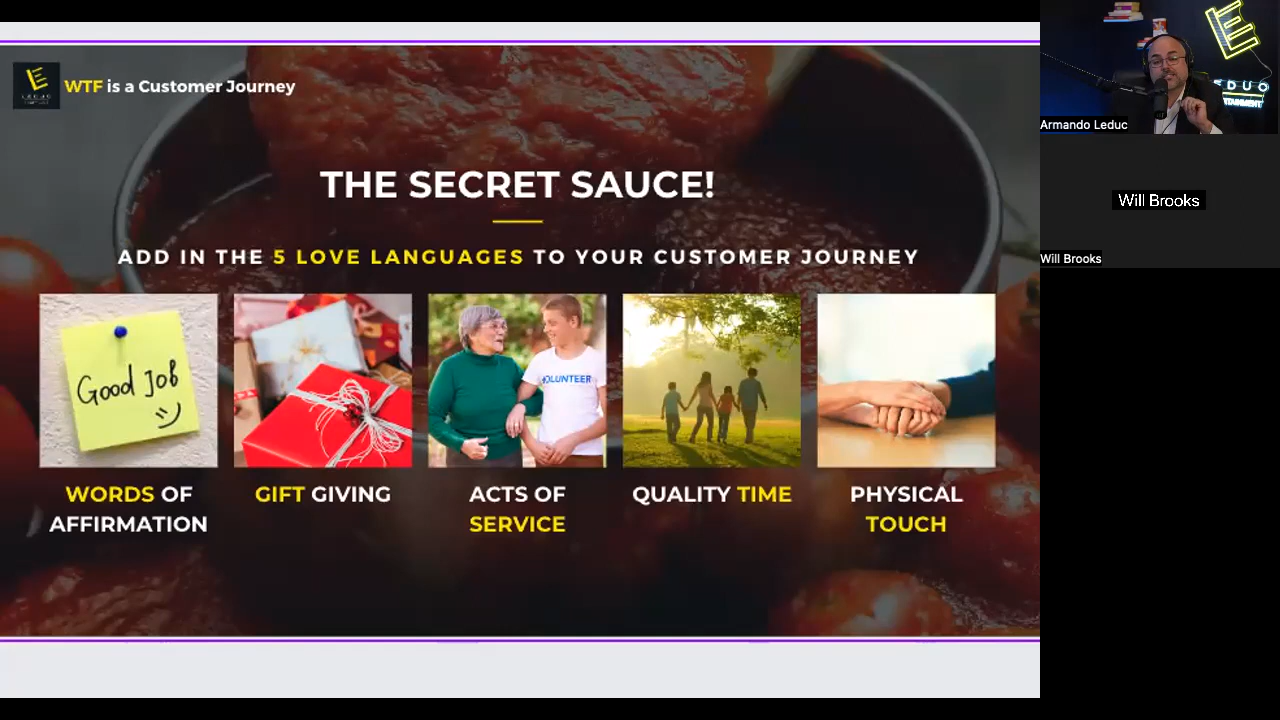 WTF is a Customer Journey
THE SECRET SAUCE!
ADD IN THE 5 LOVE LANGUAGES TO YOUR CUSTOMER JOURNEY
Good Job
VOLUNTEER
WORDS OF
AFFIRMATION
GIFT GIVING
ACTS OF
SERVICE
QUALITY TIME
PHYSICAL
TOUCH
Armando Leduc
Will Brooks
Will Brooks